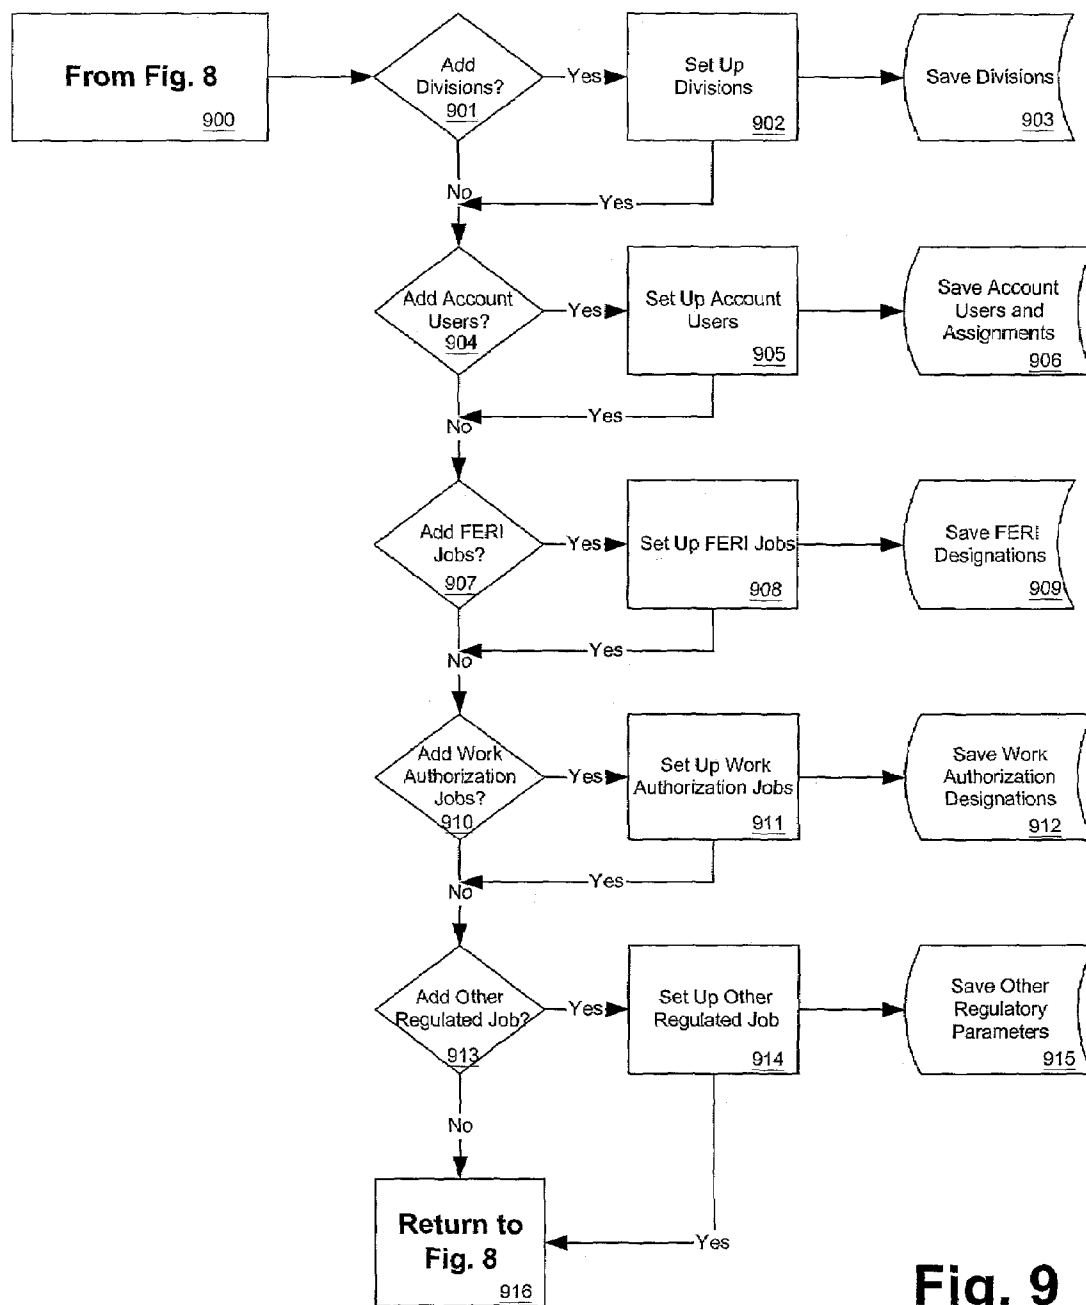 From Fig. 8
900
Add
Divisions?
901
Yes
Set Up
Divisions
902
Save Divisions
903
No
Yes
Add Account
Users?
904
Yes
Set Up Account
Users
905
Save Account
Users and
Assignments
906
No
Yes
Add FERI
Jobs?
907
Yes
Set Up FERI Jobs
908
Save FERI
Designations
909
No
Yes
Add Work
Authorization
Jobs?
910
Yes
Set Up Work
Authorization Jobs
911
Save Work
Authorization
Designations
912
No
Yes
Add Other
Regulated Job?
913
Yes
Set Up Other
Regulated Job
914
Save Other
Regulatory
Parameters
915
No
Yes
Return to
Fig. 8
916
Fig. 9